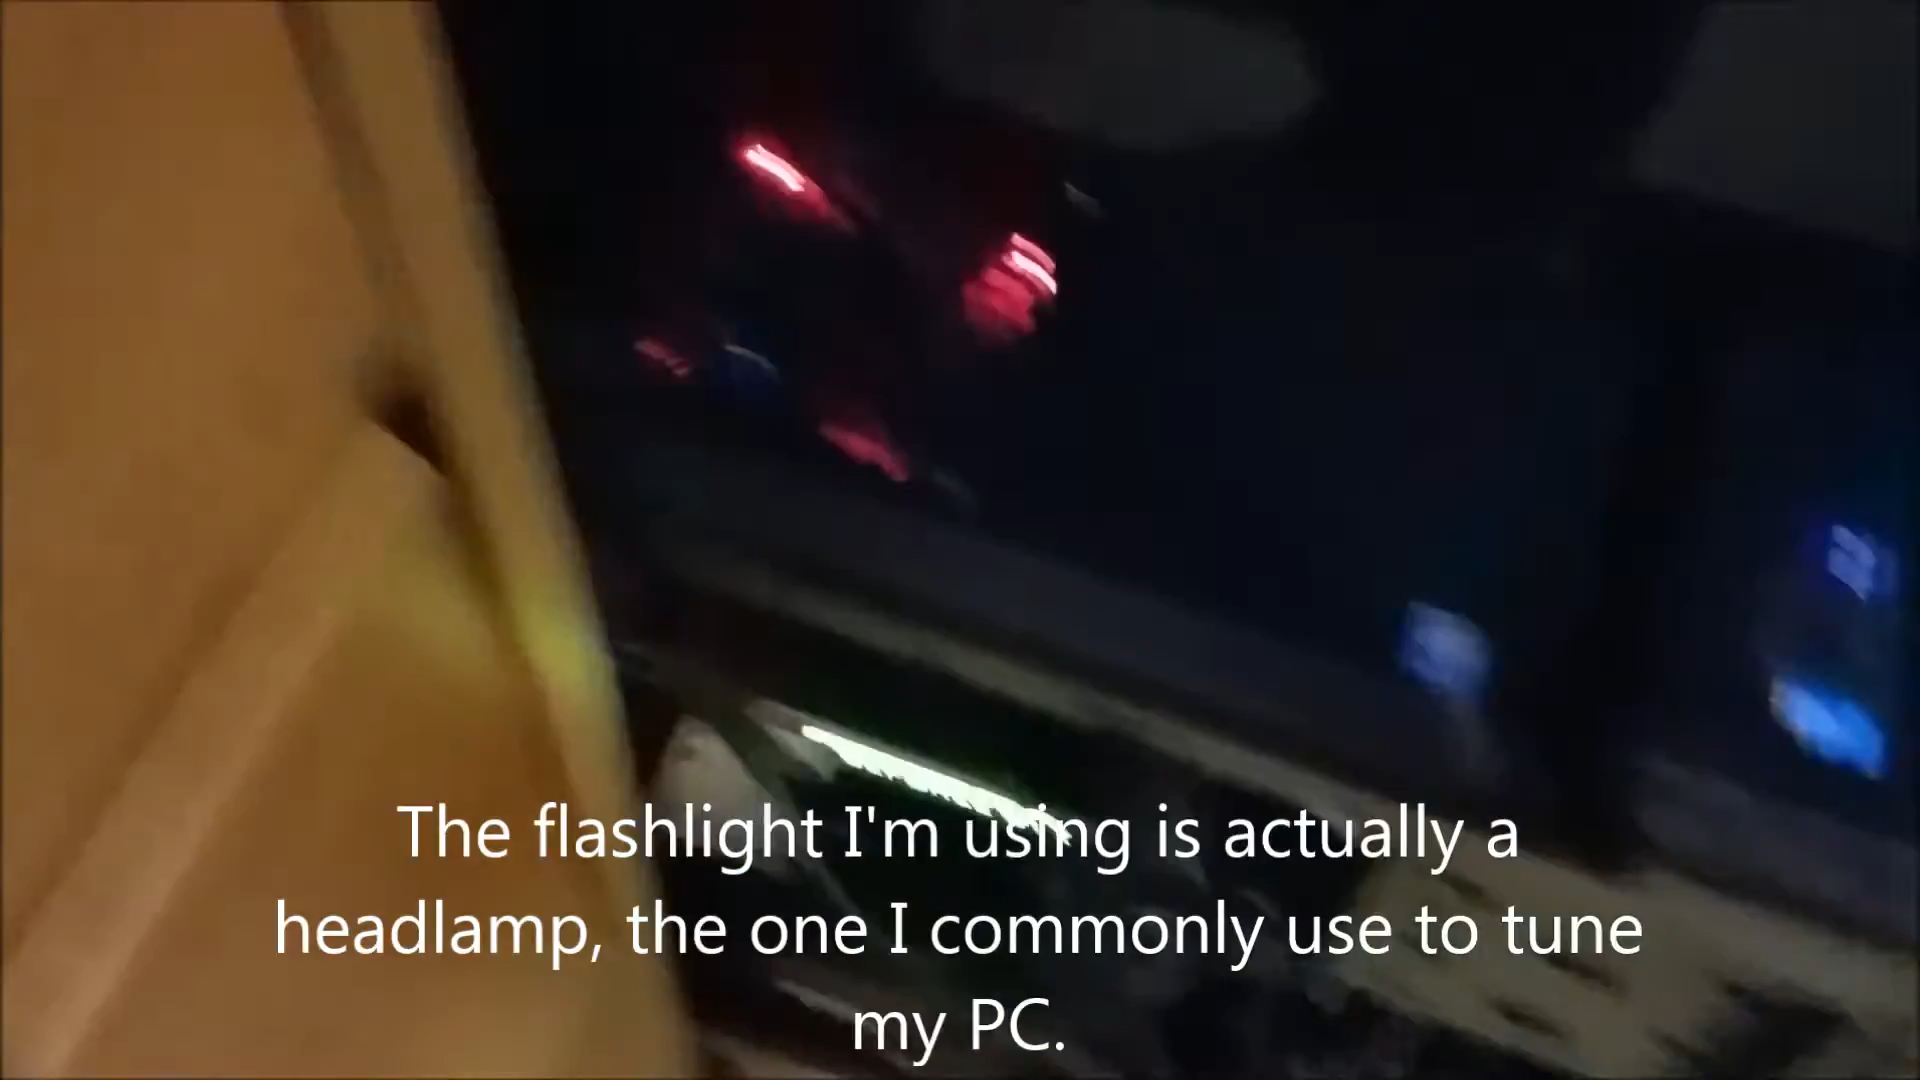 The flashlight I'm using is actually a
headlamp, the one I commonly use to tune
my PC.